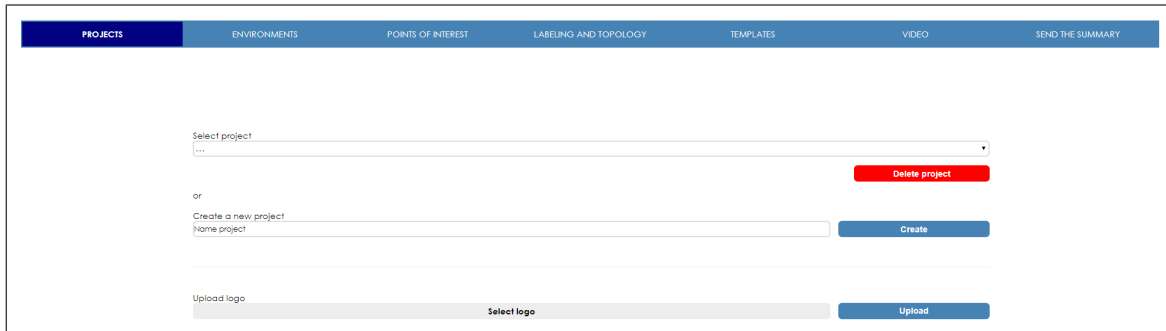 PROJECTS ENVIRONMENTS POINTS OF INTEREST LABELING AND TOPOLOGY TEMPLATES VIDEO SEND THE SUMMARY
Select project
...
Delete project
or
Create a new project
Name project Create
Upload logo
Select logo Upload